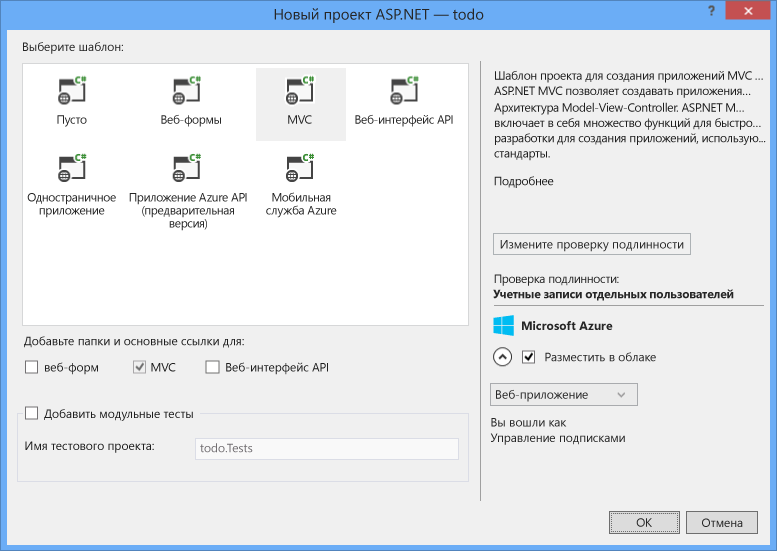 Новый проект ASP.NET — todo
?
Выберите шаблон:
C# C# C# C#
Пусто Веб-формы MVC Веб-интерфейс API
C# C# C#
Одностраничное Приложение Azure API Мобильная
приложение (предварительная служба Azure
версия)
Добавьте папки и основные ссылки для:
веб-форм MVC Веб-интерфейс API
Добавить модульные тесты
Имя тестового проекта: todo.Tests
Шаблон проекта для создания приложений MVC ...
ASP.NET MVC позволяет создавать приложения...
Архитектура Model-View-Controller. ASP.NET M...
включает в себя множество функций для быстро...
разработки для создания приложений, использую...
стандарты.
Подробнее
Измените проверку подлинности
Проверка подлинности:
Учетные записи отдельных пользователей
Microsoft Azure
Разместить в облаке
Веб-приложение
Вы вошли как
Управление подписками
OK Отмена